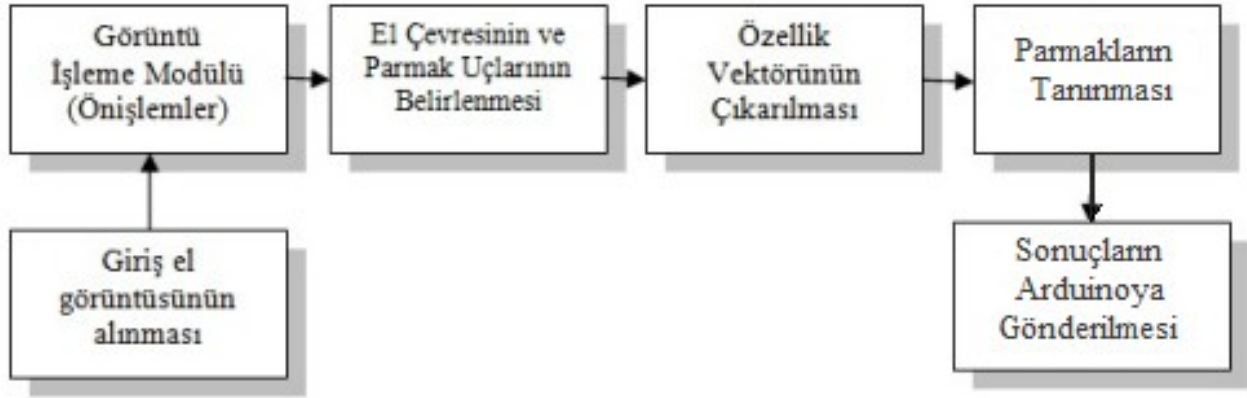 Görüntü
İşleme Modülü
(Önişlemler)
El Çevresinin ve
Parmak Uçlarının
Belirlenmesi
Özellik
Vektörünün
Çıkarılması
Parmakların
Tanınması
Giriş el
görüntüsünün
alınması
Sonuçların
Arduinoya
Gönderilmesi